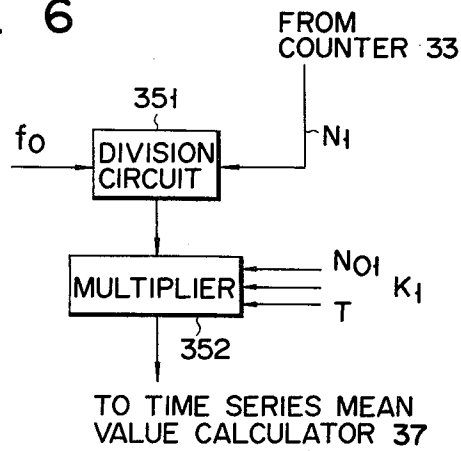 6
FROM
COUNTER 33
351
fo
N1
DIVISION
CIRCUIT
MULTIPLIER
N01
K1
T
352
TO TIME SERIES MEAN
VALUE CALCULATOR 37